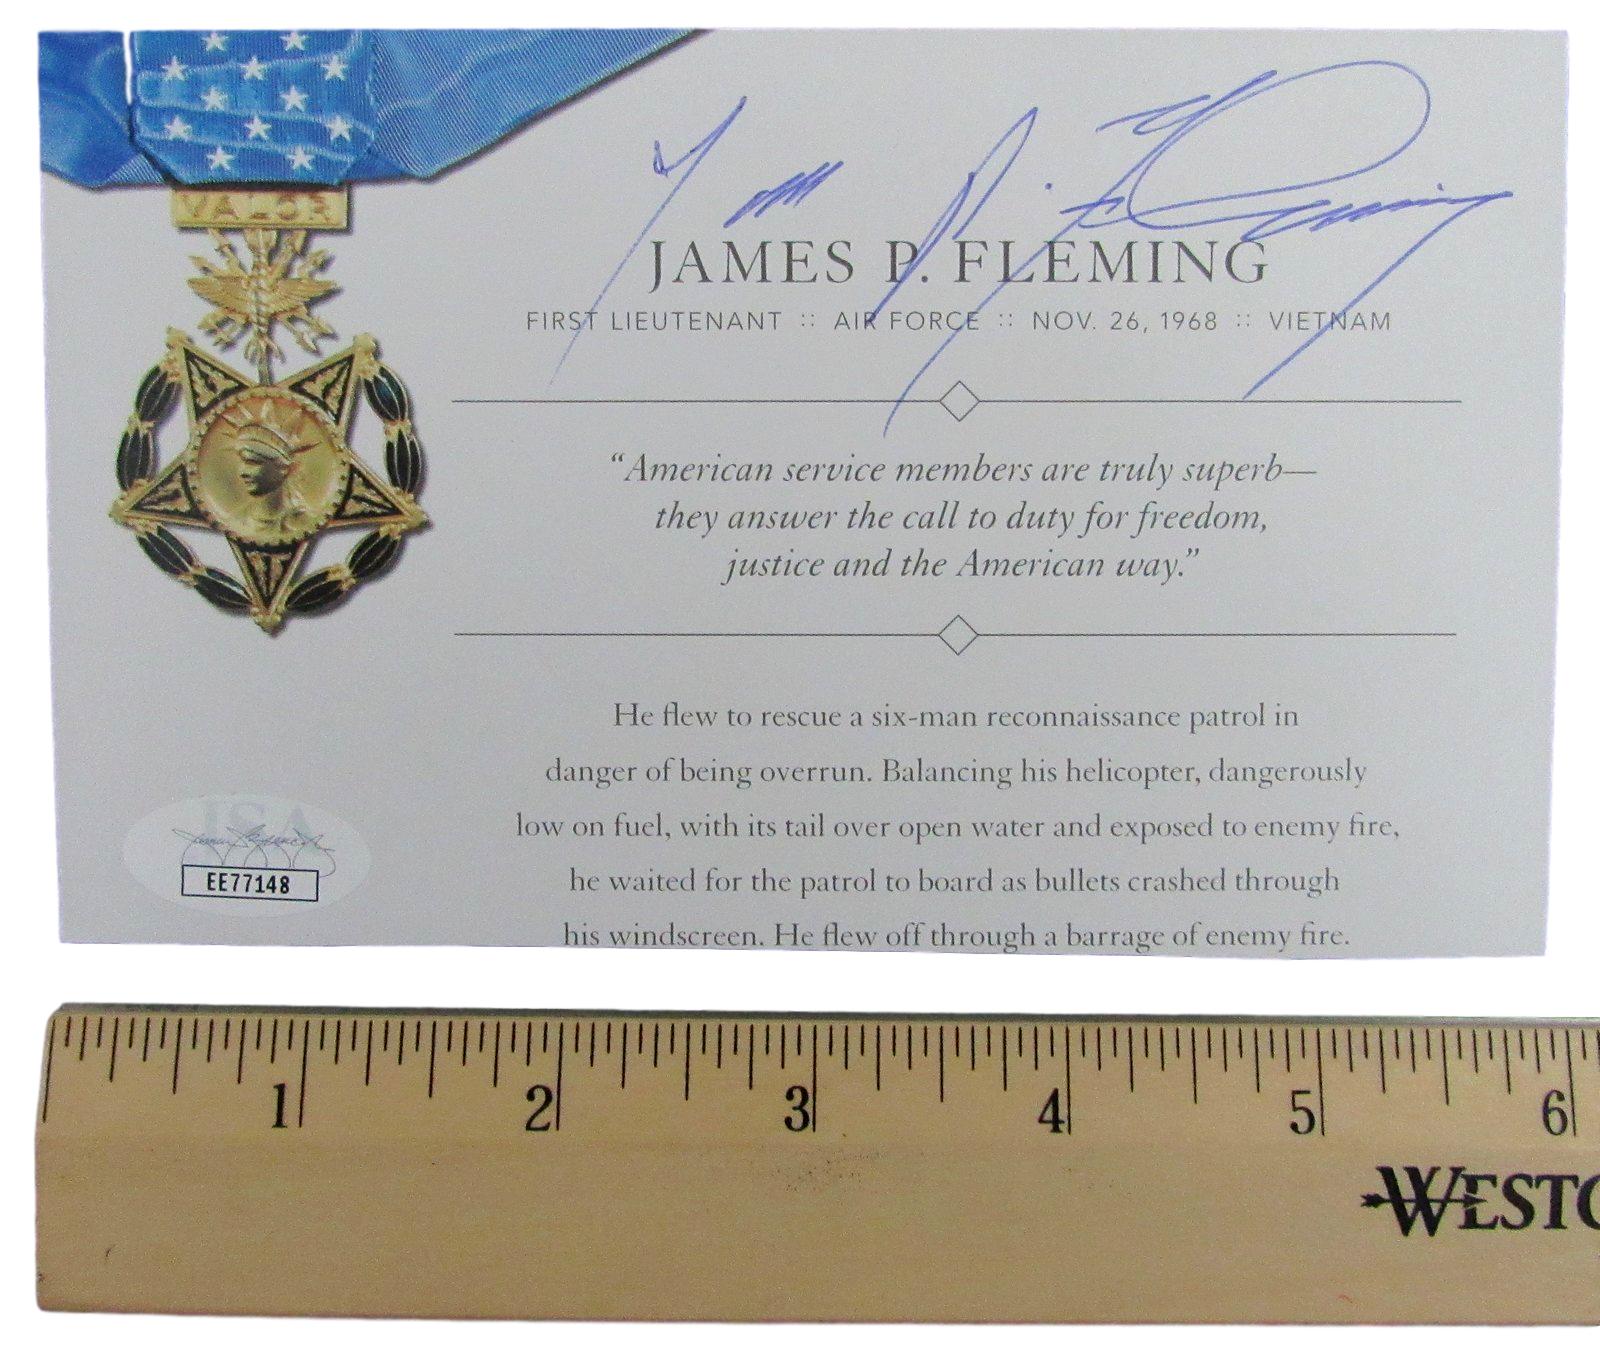 VALOR
James P. Fleming
JAMES P. FLEMING
FIRST LIEUTENANT :: AIR FORCE :: NOV. 26, 1968 :: VIETNAM
“American service members are truly superb—
they answer the call to duty for freedom,
justice and the American way.”
He flew to rescue a six-man reconnaissance patrol in
danger of being overrun. Balancing his helicopter, dangerously
low on fuel, with its tail over open water and exposed to enemy fire,
he waited for the patrol to board as bullets crashed through
his windscreen. He flew off through a barrage of enemy fire.
JSA
EE77148
1 2 3 4 5 6
WESTC